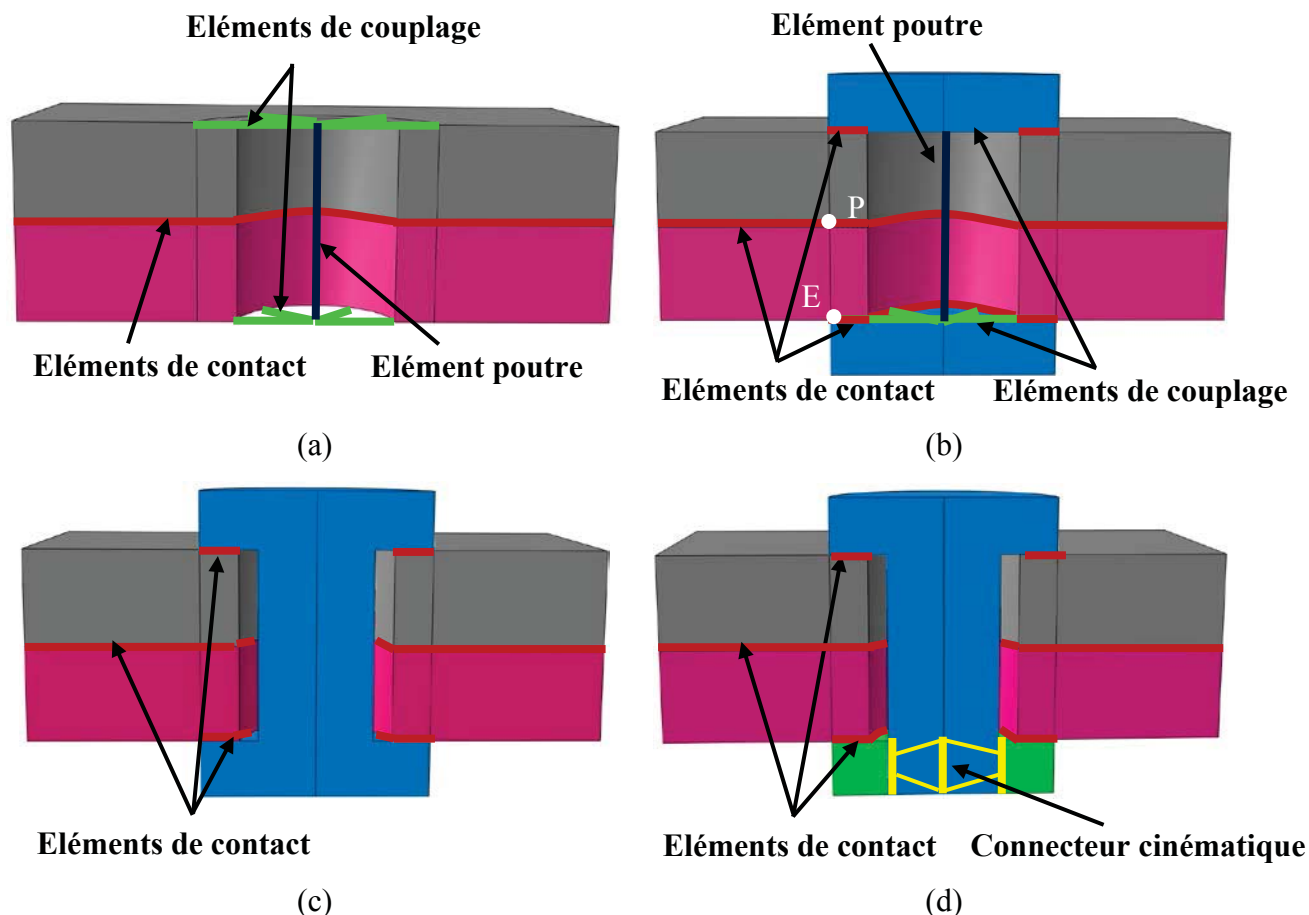 Eléments de couplage
Eléments de contact
Elément poutre
(a)
Elément poutre
P
E
Eléments de contact
Eléments de couplage
(b)
Eléments de contact
(c)
Eléments de contact
Connecteur cinématique
(d)